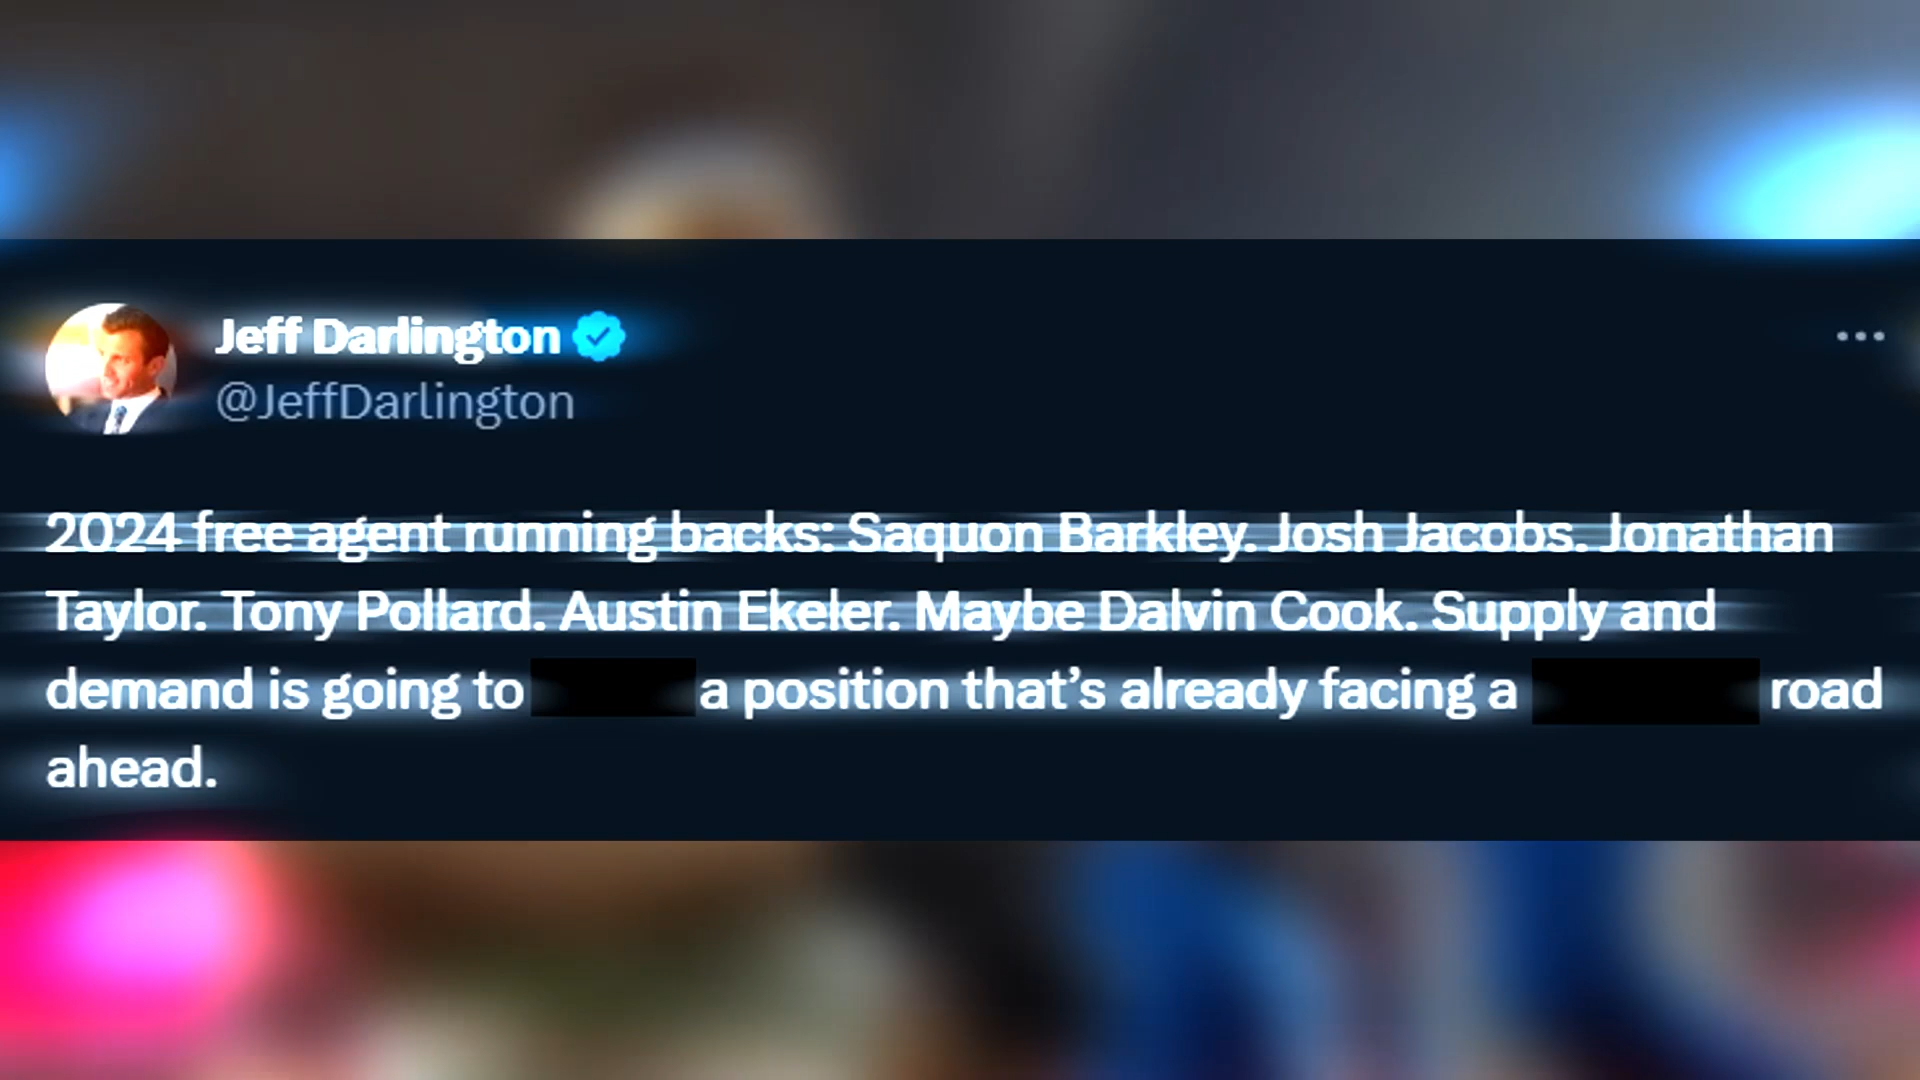 Jeff Darlington
@JeffDarlington
2024 free agent running backs: Saquon Barkley. Josh Jacobs. Jonathan
Taylor. Tony Pollard. Austin Ekeler. Maybe Dalvin Cook. Supply and
demand is going to a position that’s already facing a road
ahead.